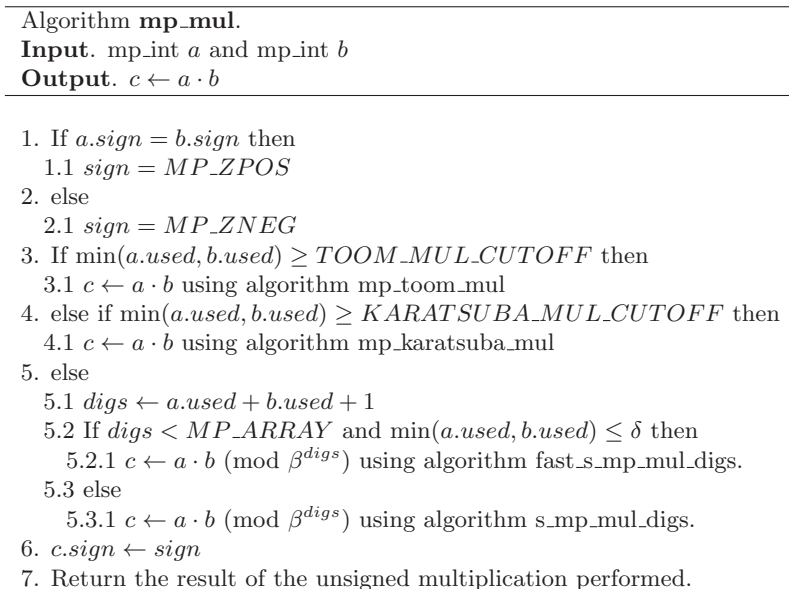 Algorithm mp_mul.
Input. mp_int a and mp_int b
Output. c ← a · b
1. If a.sign = b.sign then
1.1 sign = MP_ZPOS
2. else
2.1 sign = MP_ZNEG
3. If min(a.used, b.used) ≥ TOOM_MUL_CUTOFF then
3.1 c ← a · b using algorithm mp_toom_mul
4. else if min(a.used, b.used) ≥ KARATSUBA_MUL_CUTOFF then
4.1 c ← a · b using algorithm mp_karatsuba_mul
5. else
5.1 digs ← a.used + b.used + 1
5.2 If digs < MP_ARRAY and min(a.used, b.used) ≤ δ then
5.2.1 c ← a · b (mod β^{digs}) using algorithm fast_s_mp_mul_digs.
5.3 else
5.3.1 c ← a · b (mod β^{digs}) using algorithm s_mp_mul_digs.
6. c.sign ← sign
7. Return the result of the unsigned multiplication performed.